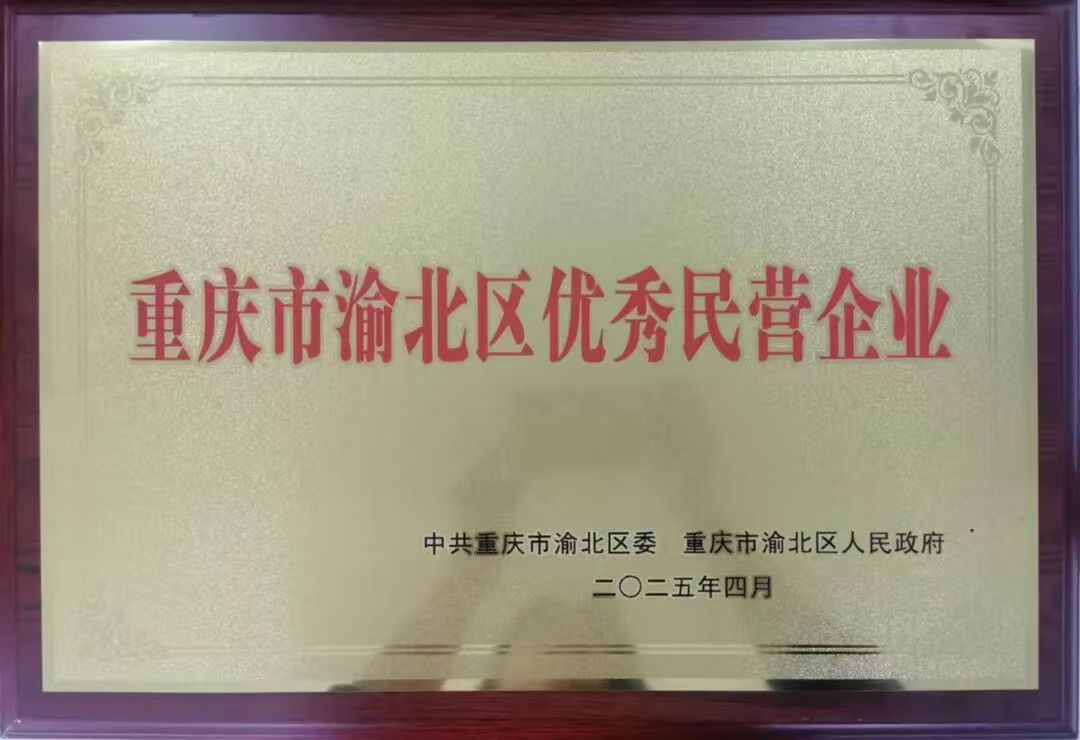 重庆市渝北区优秀民营企业
中共重庆市渝北区委 重庆市渝北区人民政府
二〇二五年四月